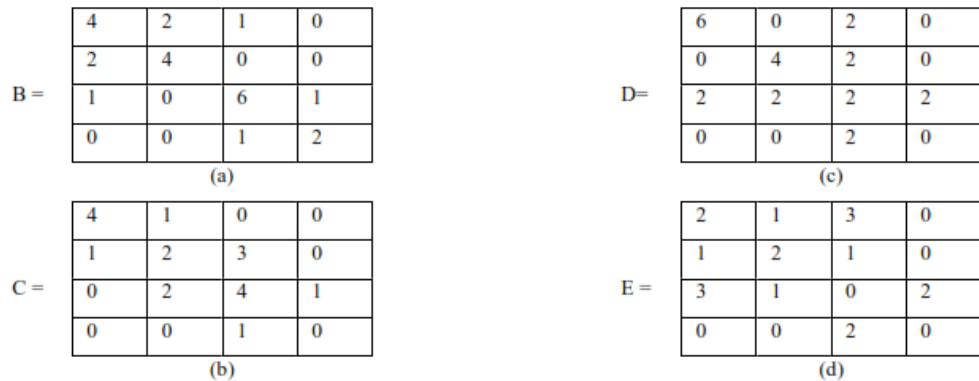 B =
4 2 1 0
2 4 0 0
1 0 6 1
0 0 1 2
(a)
D=
6 0 2 0
0 4 2 0
2 2 2 2
0 0 2 0
(c)
C =
4 1 0 0
1 2 3 0
0 2 4 1
0 0 1 0
(b)
E =
2 1 3 0
1 2 1 0
3 1 0 2
0 0 2 0
(d)